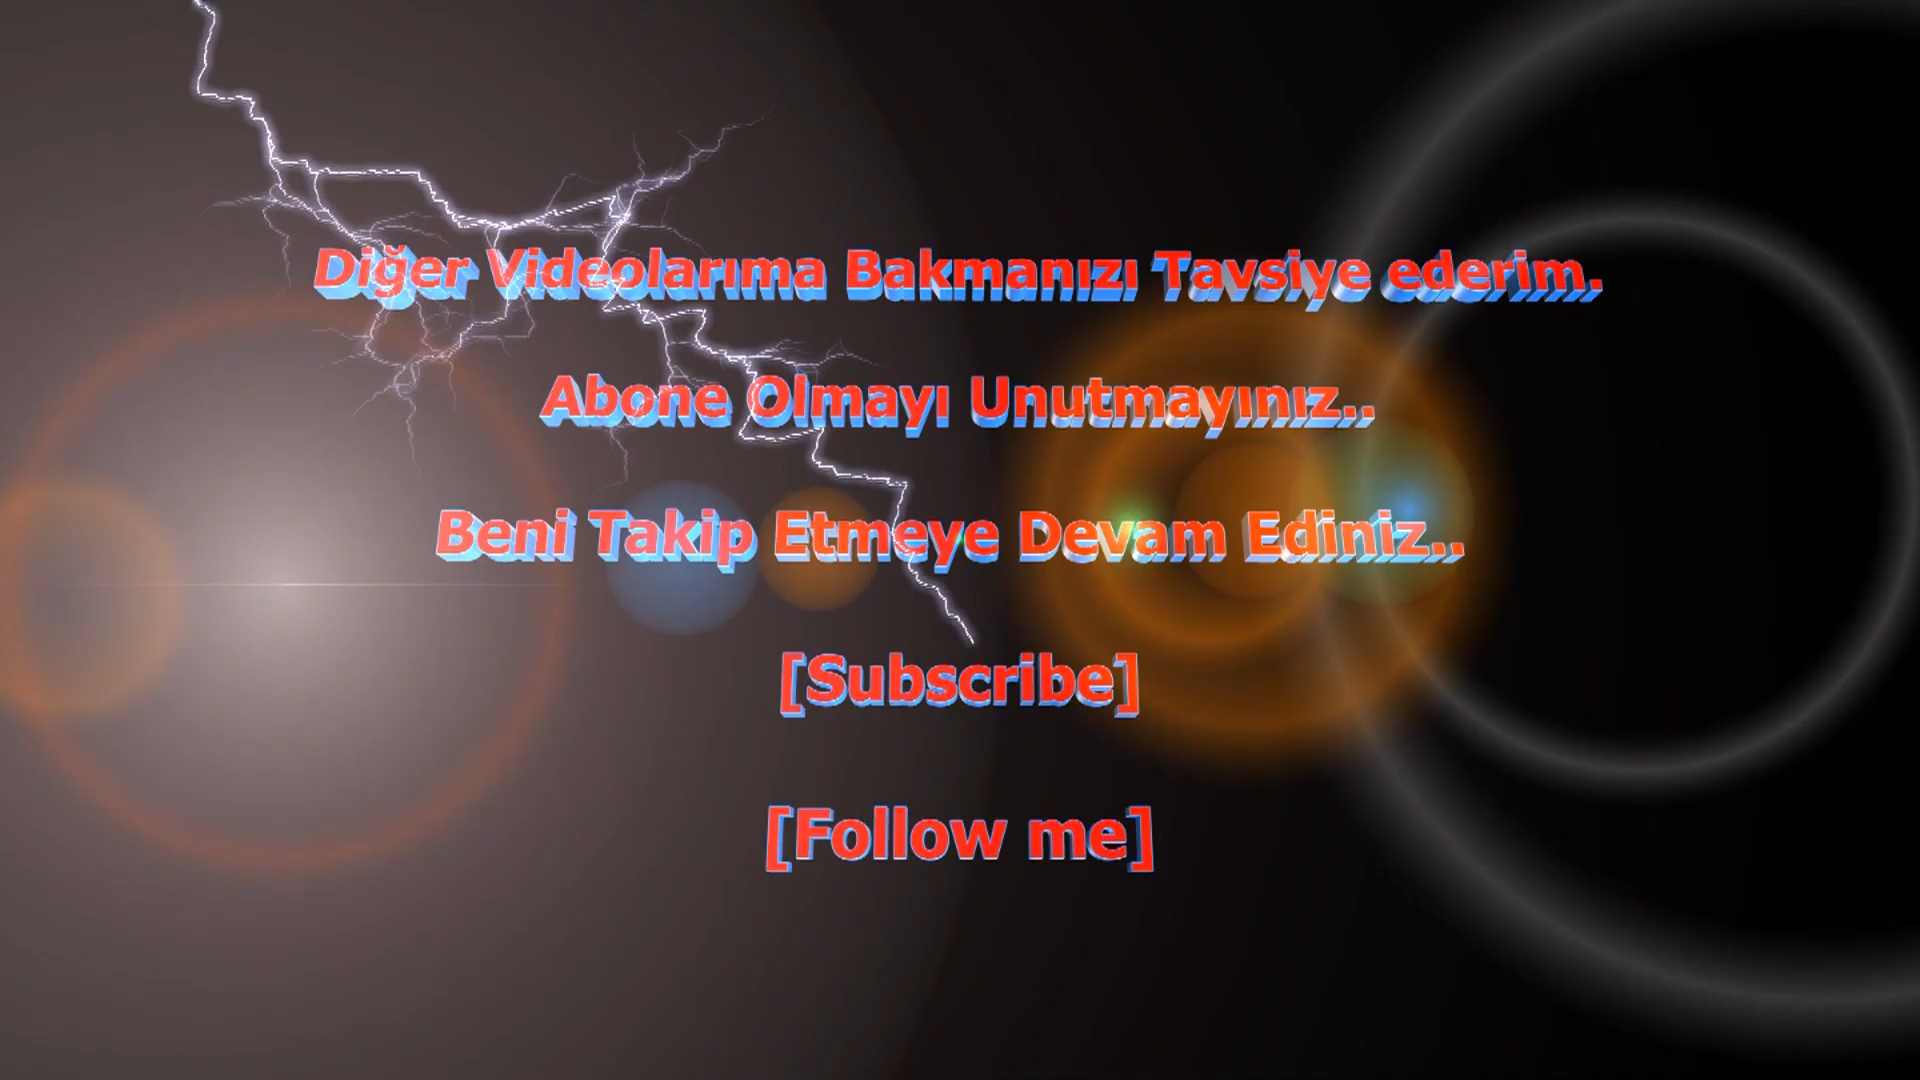 Diğer Videolarıma Bakmanızı Tavsiye ederim.
Abone Olmayı Unutmayınız..
Beni Takip Etmeye Devam Ediniz..
[Subscribe]
[Follow me]